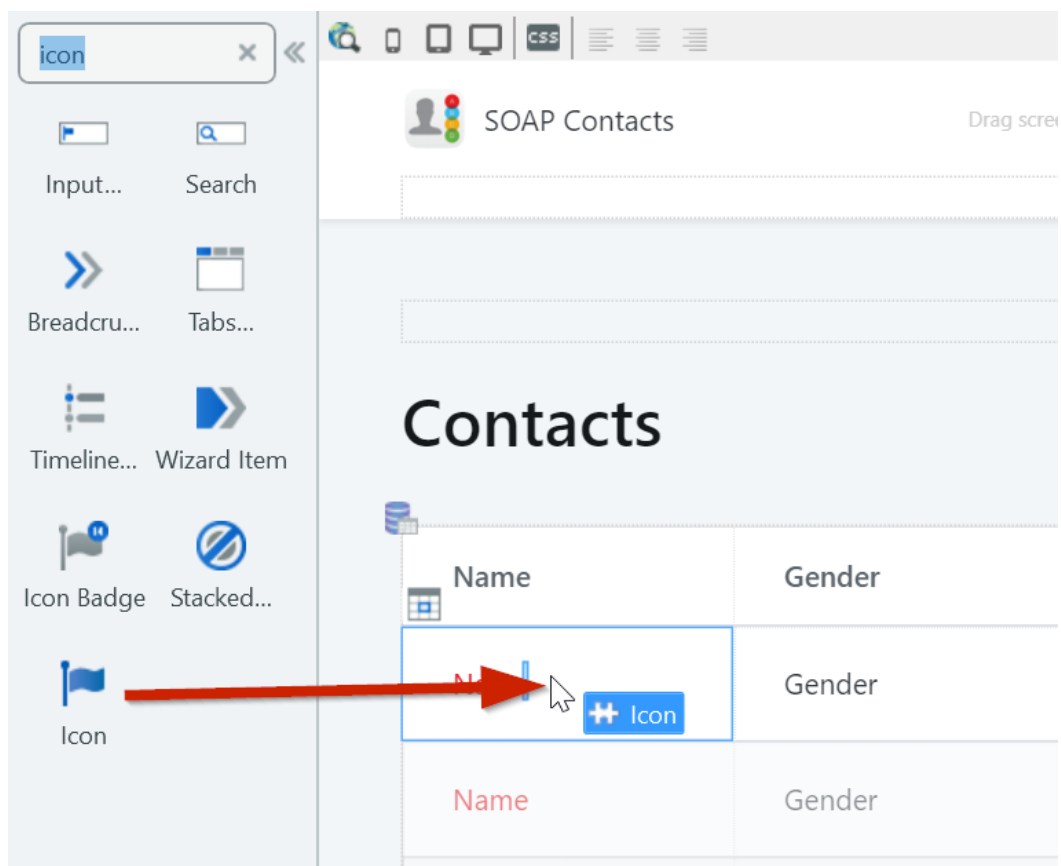 icon
css
SOAP Contacts
Drag scree
Input...
Search
Breadcru...
Tabs...
Contacts
Timeline...
Wizard Item
Icon Badge
Stacked...
Name
Gender
Icon
Gender
Icon
Name
Gender